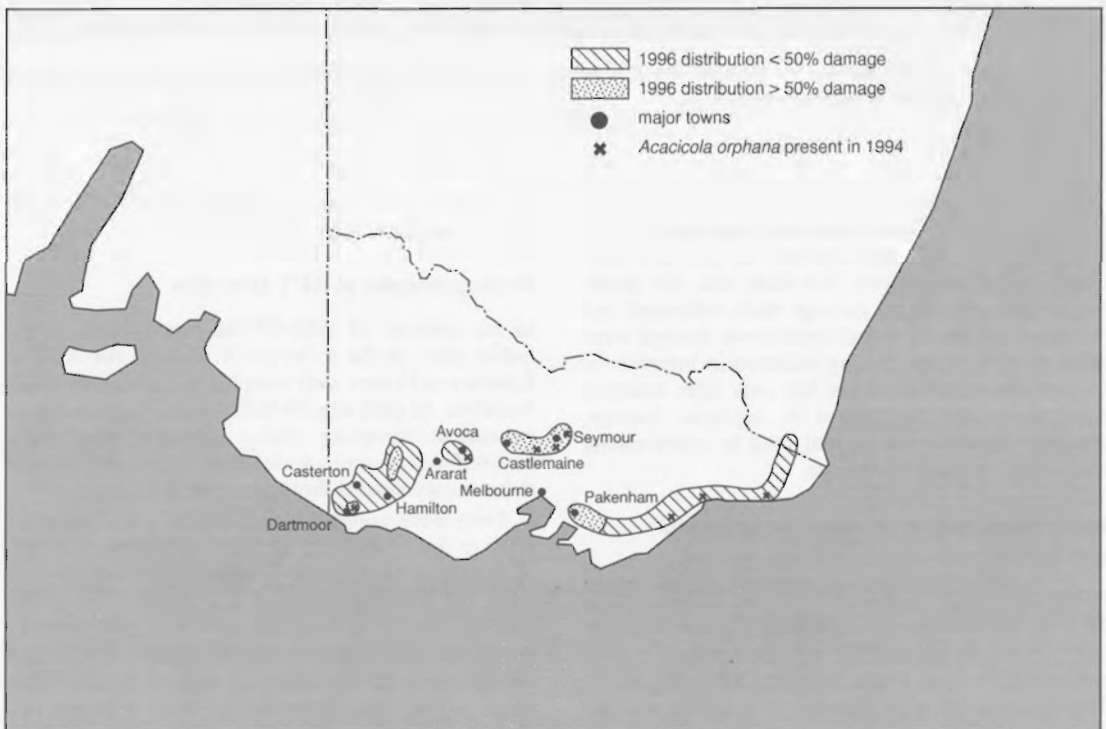 1996 distribution < 50% damage
1996 distribution > 50% damage
major towns
Acacicola orphana present in 1994
Avoca
Seymour
Casterton
Ararat
Castlemaine
Melbourne
Pakenham
Hamilton
Dartmoor